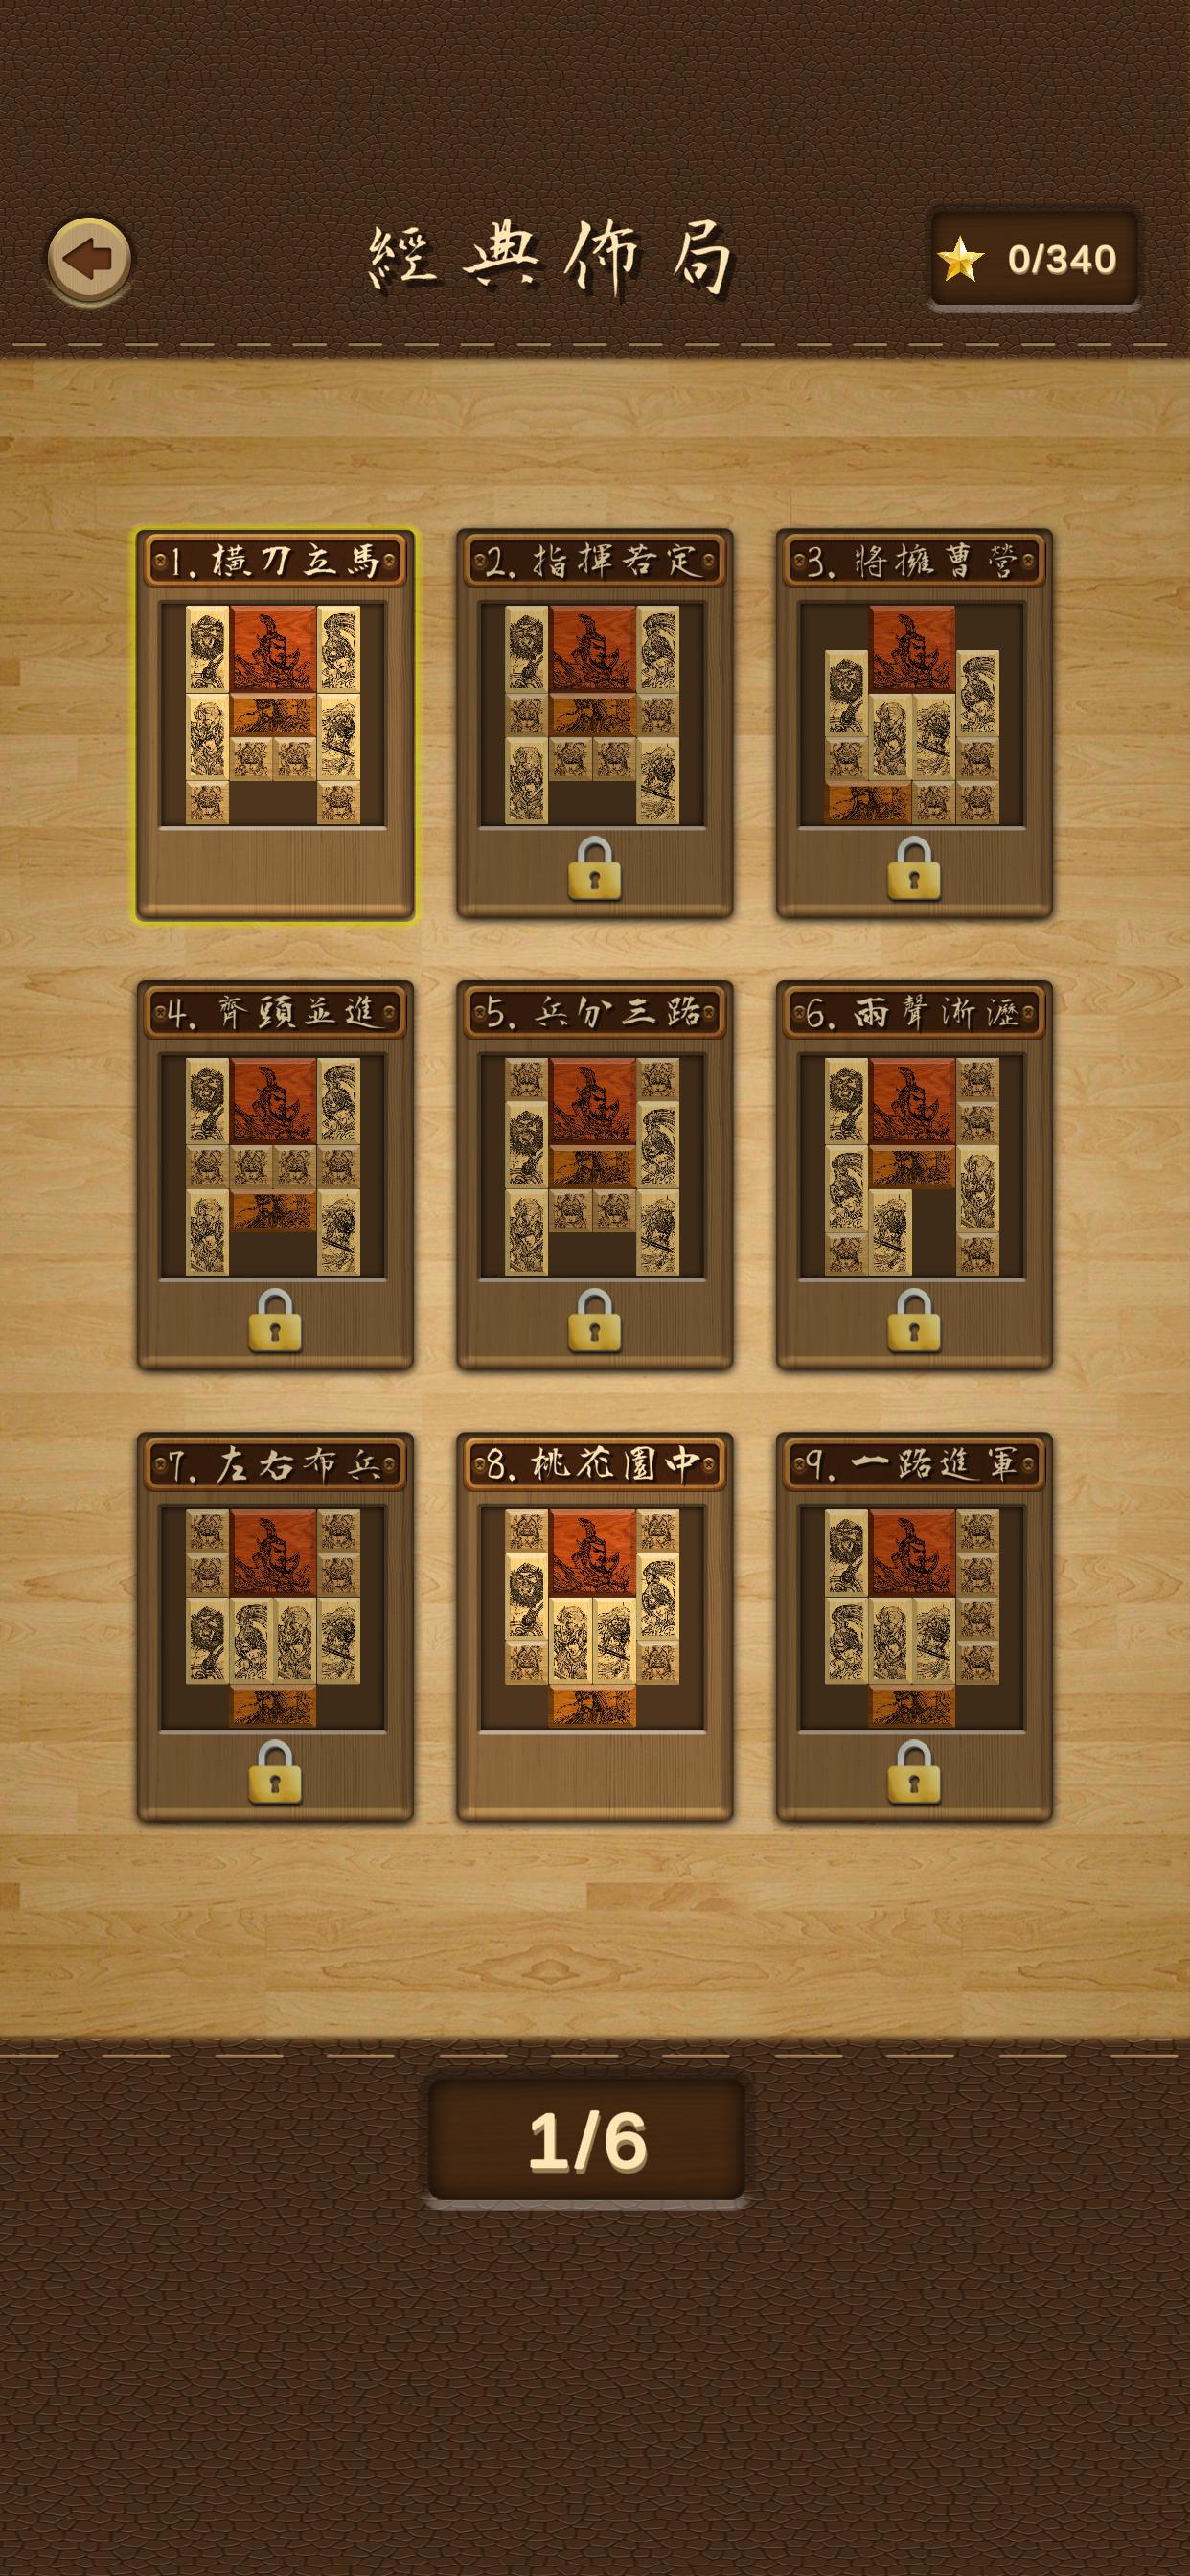 經典佈局
0/340
1. 橫刀立馬
2. 指揮若定
3. 將擁曹營
4. 齊頭並進
5. 兵分三路
6. 雨聲淅瀝
7. 左右布兵
8. 桃花園中
9. 一路進軍
1/6